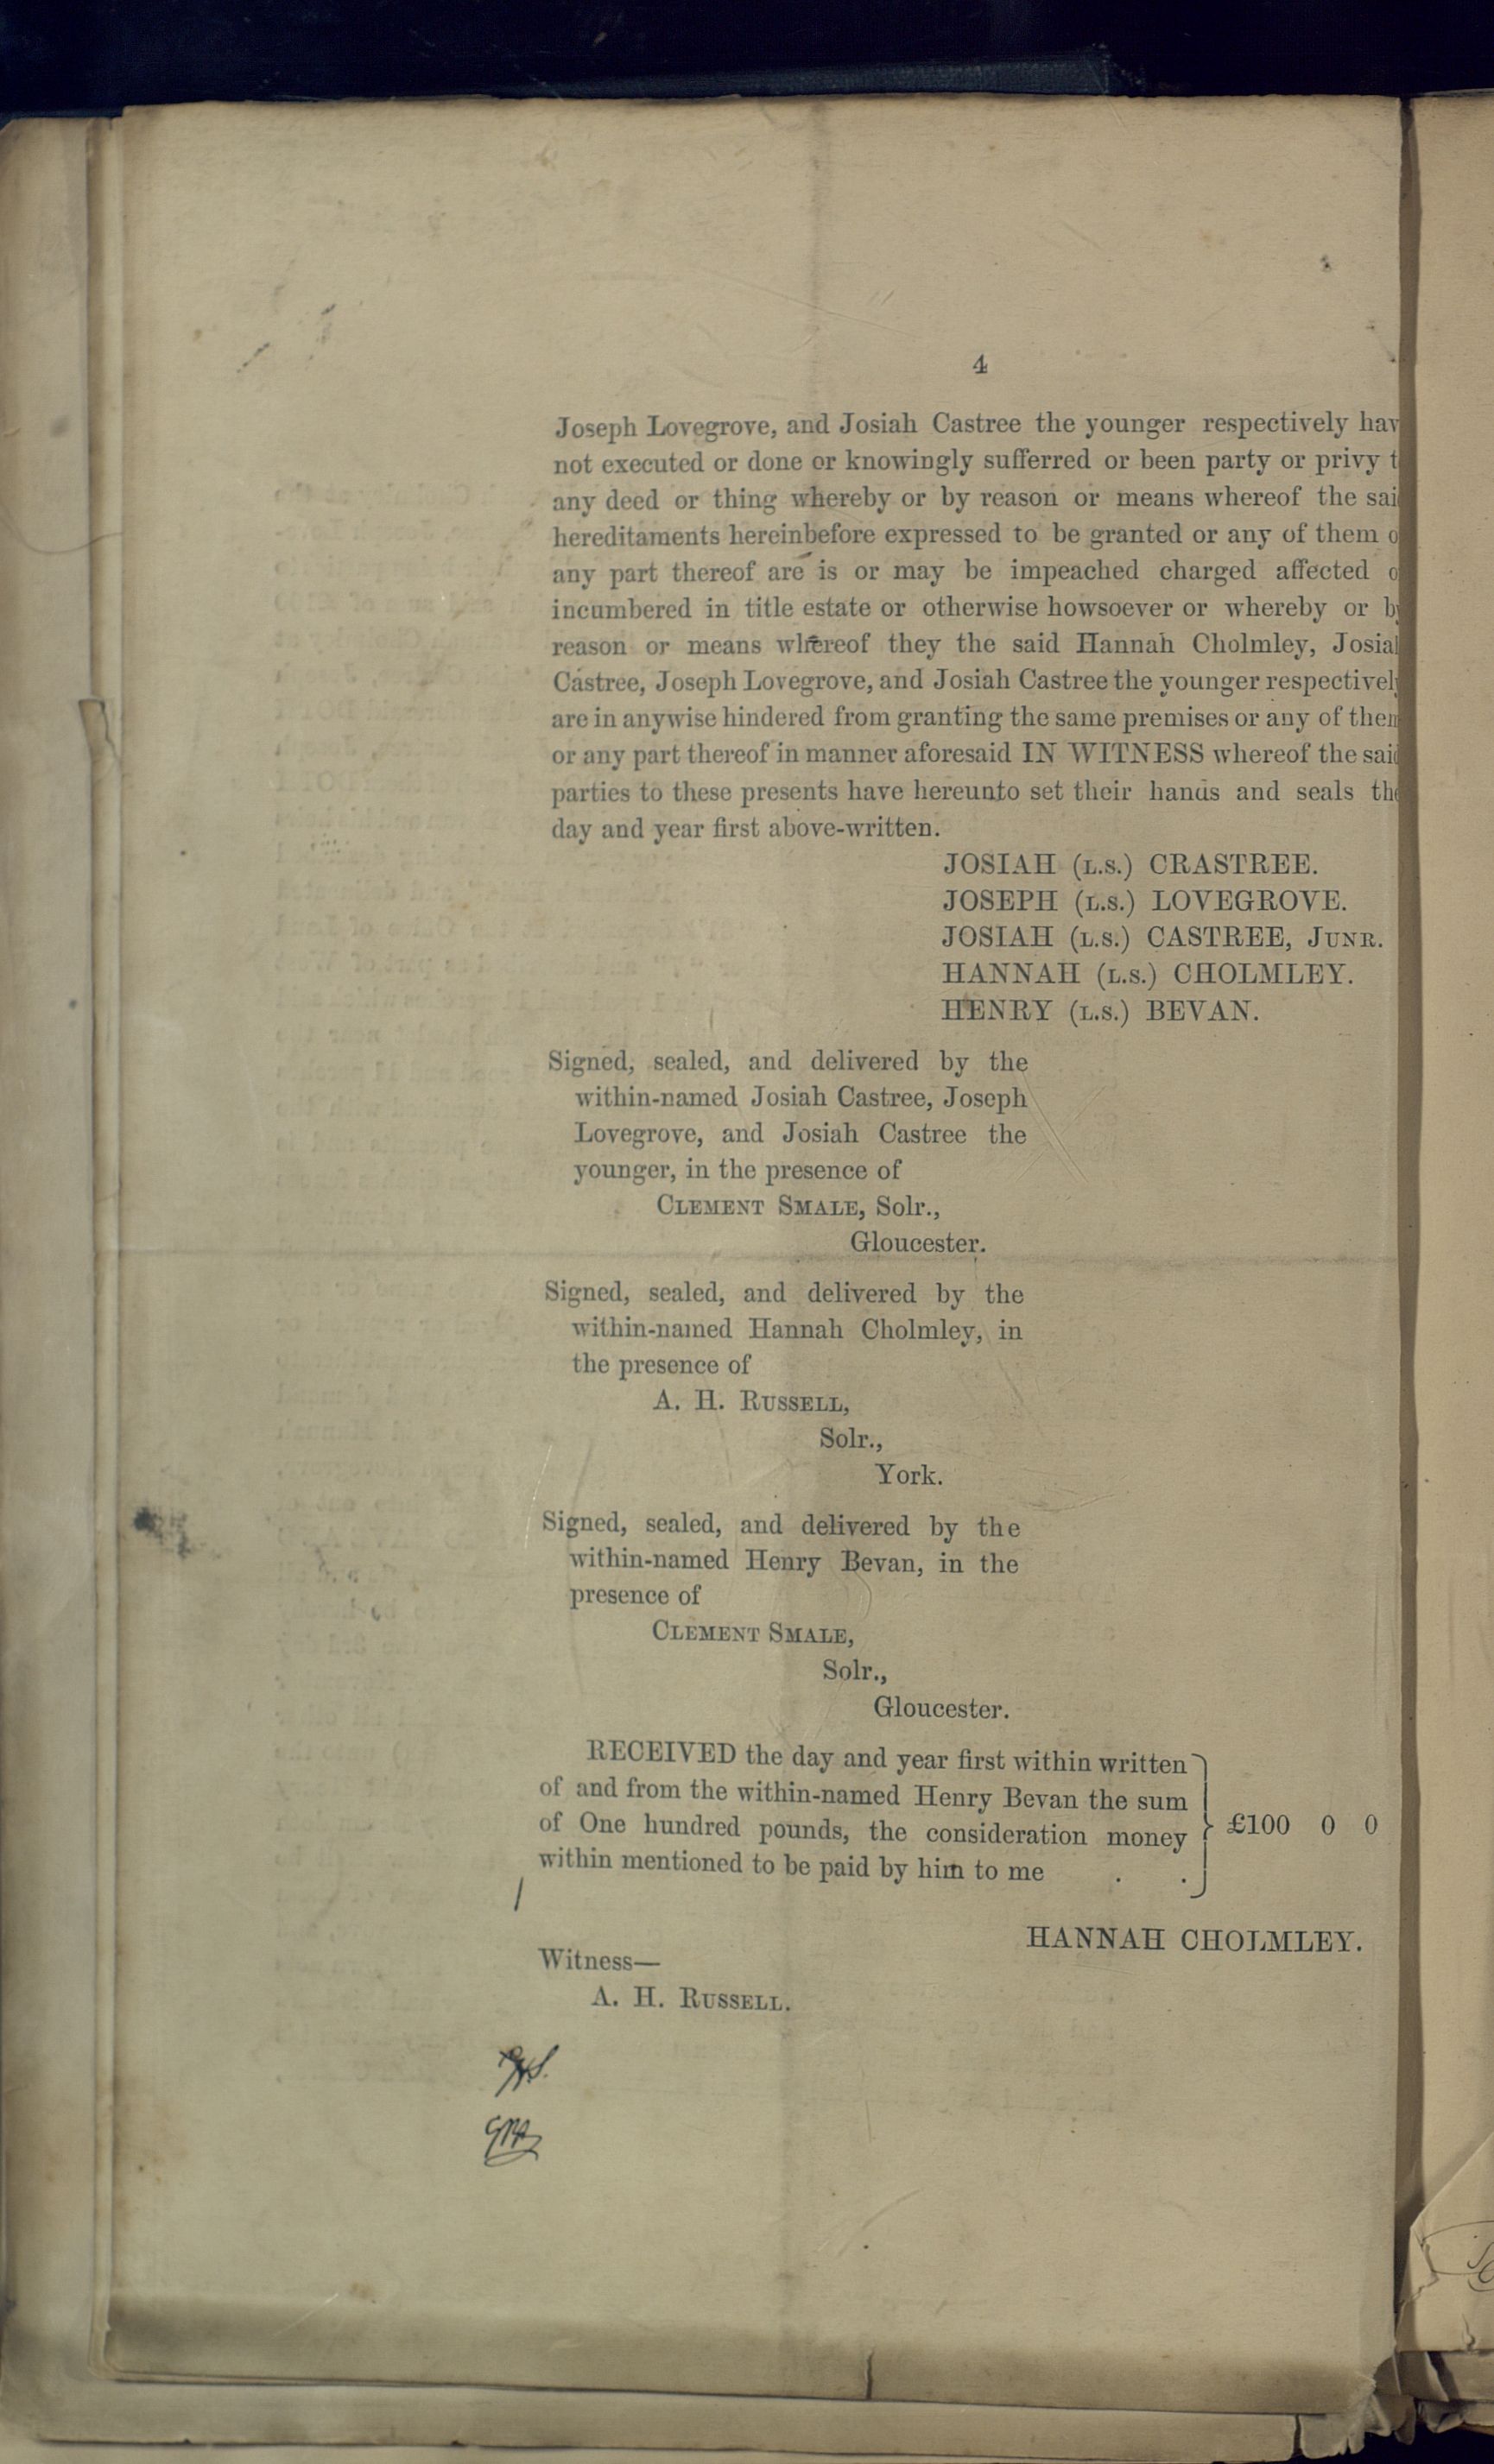 4
Joseph Lovegrove, and Josiah Castree the younger respectively hav
not executed or done or knowingly sufferred or been party or privy t
any deed or thing whereby or by reason or means whereof the sai
hereditaments hereinbefore expressed to be granted or any of them o
any part thereof are is or may be impeached charged affected o
incumbered in title estate or otherwise howsoever or whereby or b
reason or means whereof they the said Hannah Cholmley, Josia
Castree, Joseph Lovegrove, and Josiah Castree the younger respectivel
are in anywise hindered from granting the same premises or any of them
or any part thereof in manner aforesaid IN WITNESS whereof the sai
parties to these presents have hereunto set their hands and seals the
day and year first above-written.
JOSIAH (L.S.) CRASTREE.
JOSEPH (L.S.) LOVEGROVE.
JOSIAH (L.S.) CASTREE, JUNR.
HANNAH (L.S.) CHOLMLEY.
HENRY (L.S.) BEVAN.
Signed, sealed, and delivered by the
within-named Josiah Castree, Joseph
Lovegrove, and Josiah Castree the
younger, in the presence of
CLEMENT SMALE, Solr.,
Gloucester.
Signed, sealed, and delivered by the
within-named Hannah Cholmley, in
the presence of
A. H. RUSSELL,
Solr.,
York.
Signed, sealed, and delivered by the
within-named Henry Bevan, in the
presence of
CLEMENT SMALE,
Solr.,
Gloucester.
RECEIVED the day and year first within written
of and from the within-named Henry Bevan the sum
of One hundred pounds, the consideration money
within mentioned to be paid by him to me . .
£100 0 0
HANNAH CHOLMLEY.
Witness—
A. H. RUSSELL.